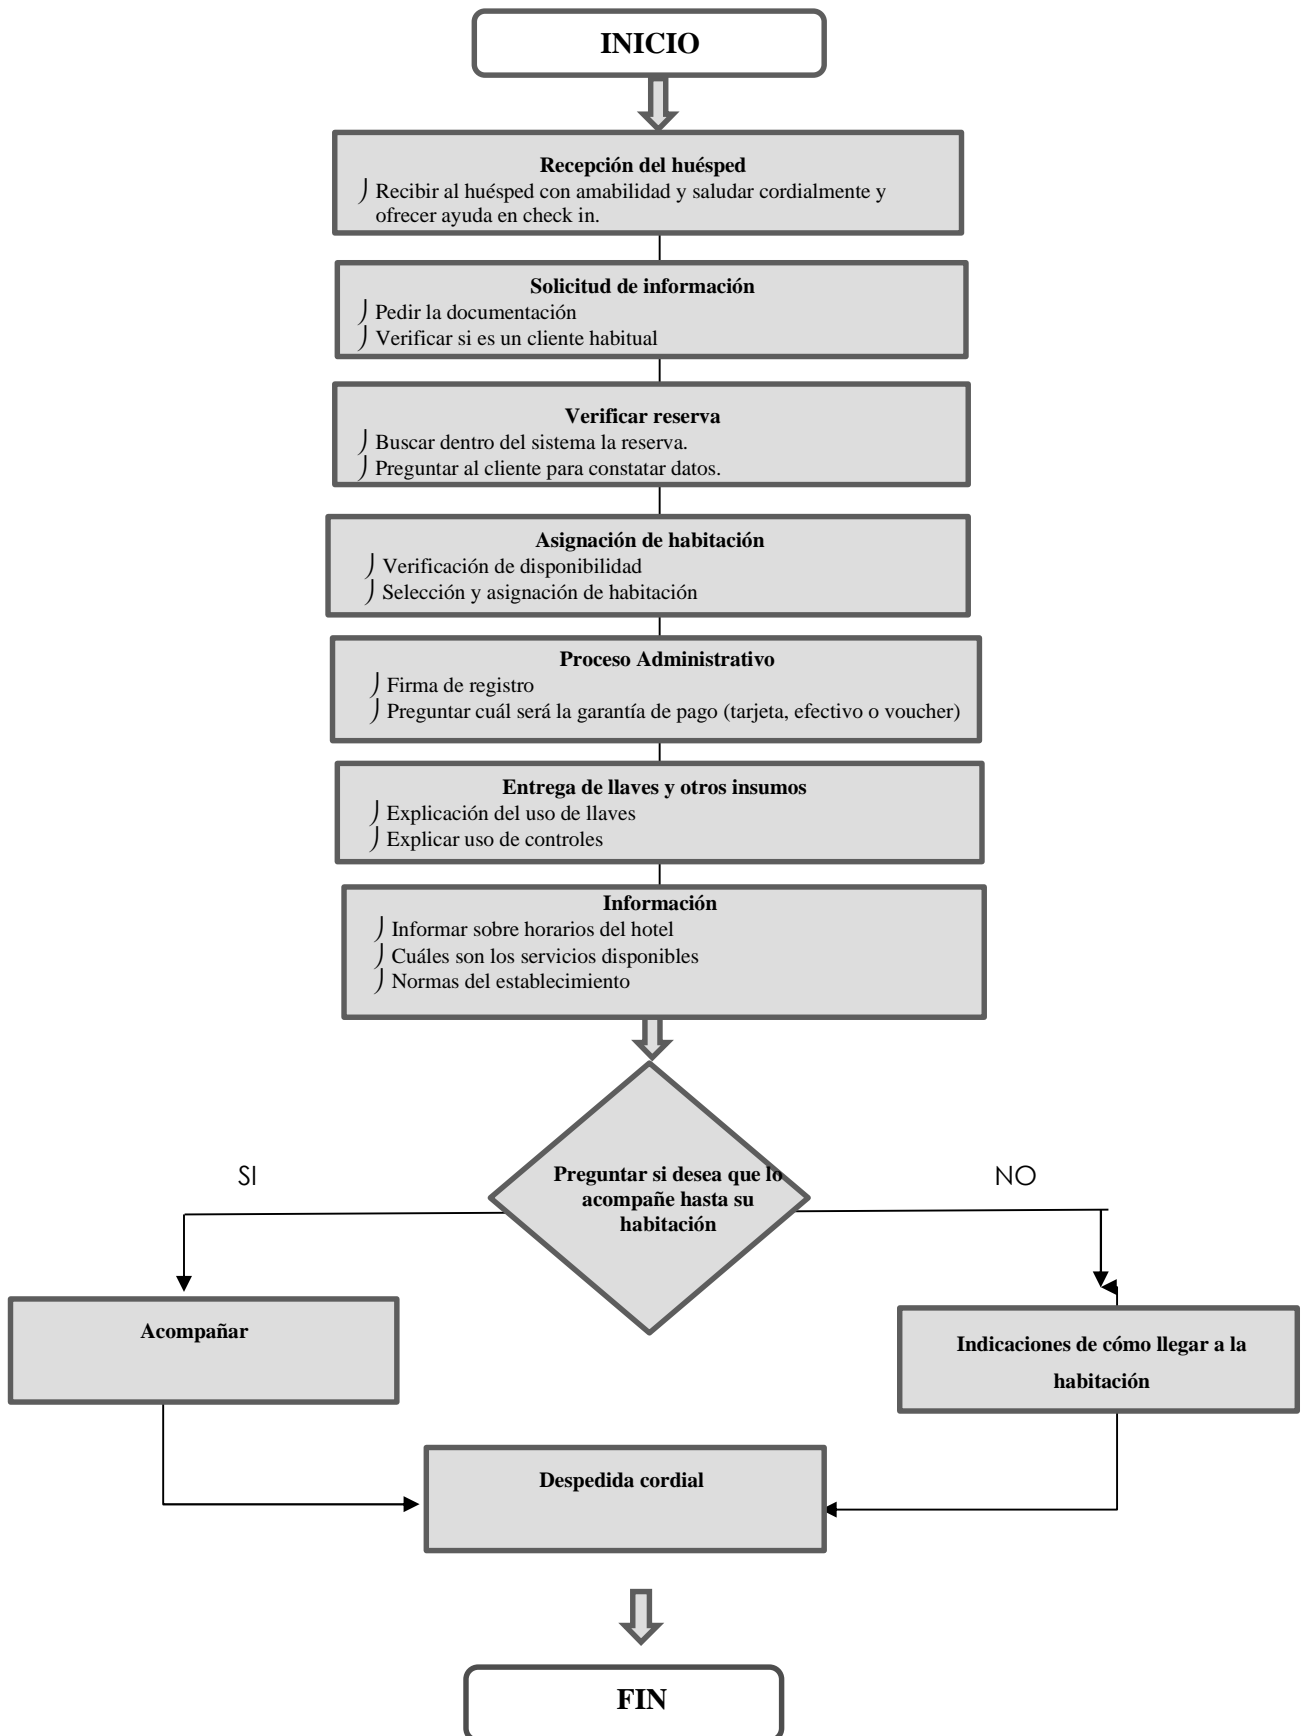 INICIO
Recepción del huésped
Recibir al huésped con amabilidad y saludar cordialmente y
ofrecer ayuda en check in.
Solicitud de información
Pedir la documentación
Verificar si es un cliente habitual
Verificar reserva
Buscar dentro del sistema la reserva.
Preguntar al cliente para constatar datos.
Asignación de habitación
Verificación de disponibilidad
Selección y asignación de habitación
Proceso Administrativo
Firma de registro
Preguntar cuál será la garantía de pago (tarjeta, efectivo o voucher)
Entrega de llaves y otros insumos
Explicación del uso de llaves
Explicar uso de controles
Información
Informar sobre horarios del hotel
Cuáles son los servicios disponibles
Normas del establecimiento
Preguntar si desea que lo
acompañe hasta su
habitación
SI
NO
Acompañar
Indicaciones de cómo llegar a la
habitación
Despedida cordial
FIN